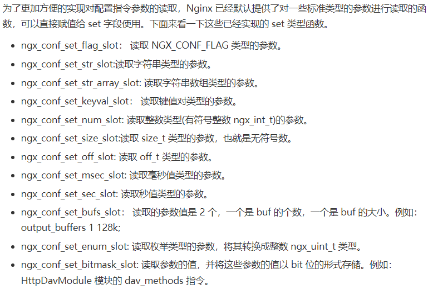 为了更加方便的实现对配置指令参数的读取，Nginx 已经默认提供了对一些标准类型的参数进行读取的函
数，可以直接赋值给 set 字段使用。下面来看一下这些已经实现的 set 类型函数。
• ngx_conf_set_flag_slot： 读取 NGX_CONF_FLAG 类型的参数。
• ngx_conf_set_str_slot:读取字符串类型的参数。
• ngx_conf_set_str_array_slot: 读取字符串数组类型的参数。
• ngx_conf_set_keyval_slot： 读取键值对类型的参数。
• ngx_conf_set_num_slot: 读取整数类型(有符号整数 ngx_int_t)的参数。
• ngx_conf_set_size_slot:读取 size_t 类型的参数，也就是无符号数。
• ngx_conf_set_off_slot: 读取 off_t 类型的参数。
• ngx_conf_set_msec_slot: 读取毫秒值类型的参数。
• ngx_conf_set_sec_slot: 读取秒值类型的参数。
• ngx_conf_set_bufs_slot： 读取的参数值是 2 个，一个是 buf 的个数，一个是 buf 的大小。例如：
output_buffers 1 128k;
• ngx_conf_set_enum_slot: 读取枚举类型的参数，将其转换成整数 ngx_uint_t 类型。
• ngx_conf_set_bitmask_slot: 读取参数的值，并将这些参数的值以 bit 位的形式存储。例如：
HttpDavModule 模块的 dav_methods 指令。